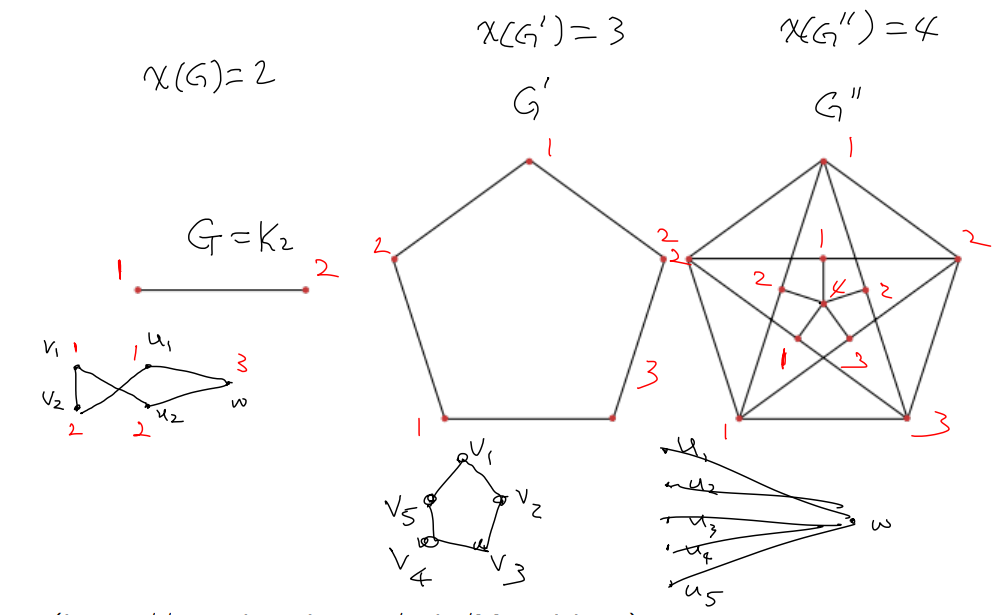 χ(G)=2
χ(G')=3
χ(G'')=4
G'
G''
G=K₂
1
2
1
2
2
3
1
1
2
2
1
2
4
2
1
3
1
3
V₁ 1
1 u₁
3
V₂
u₂
w
2
2
V₁
V₅
V₂
V₄
V₃
u₁
u₂
u₃
u₄
u₅
w